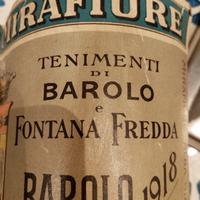 MIRAFIORE
TENIMENTI
DI
BAROLO
e
FONTANA FREDDA
BAROLO 1918